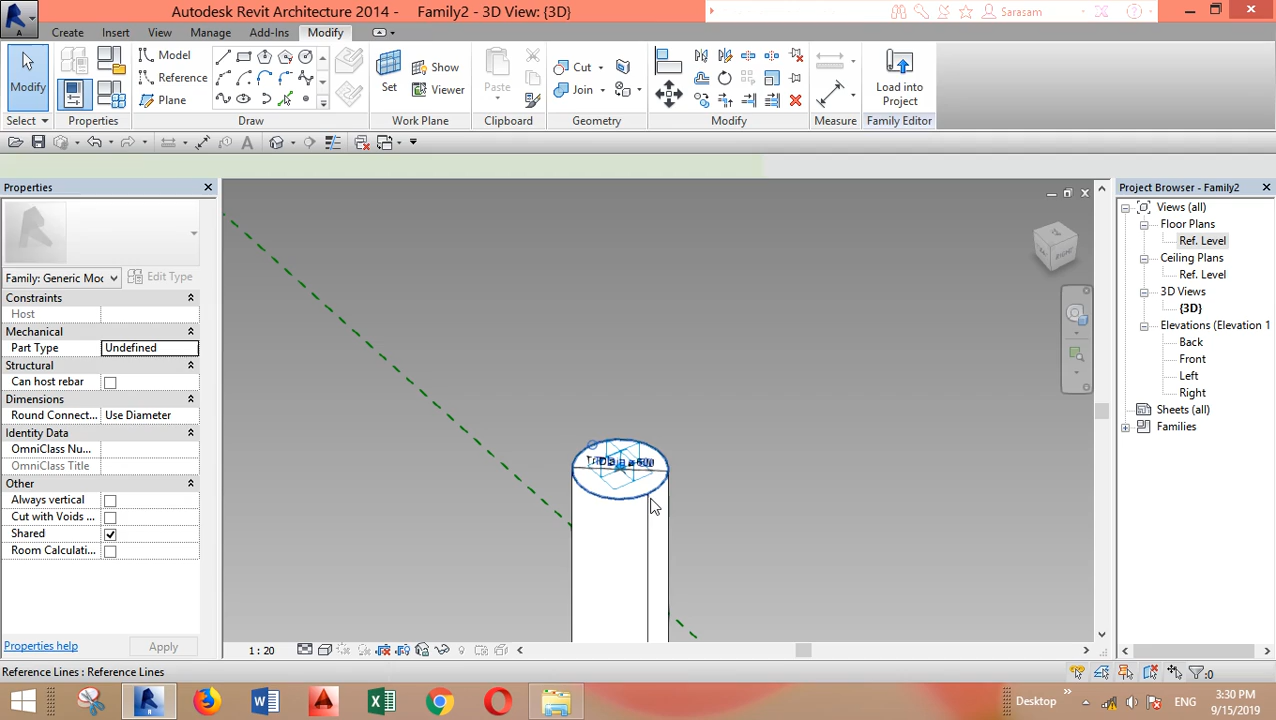 Autodesk Revit Architecture 2014 - Family2 - 3D View: {3D}
Sarasam
Create Insert View Manage Add-Ins Modify
Modify
Select
Properties
Model
Reference
Plane
Draw
Set
Show
Viewer
Work Plane
Paste
Clipboard
Cut
Join
Geometry
Modify
Measure
Load into
Project
Family Editor
Properties
Family: Generic Moc
Edit Type
Constraints
Host
Mechanical
Part Type Undefined
Structural
Can host rebar
Dimensions
Round Connect... Use Diameter
Identity Data
OmniClass Nu...
OmniClass Title
Other
Always vertical
Cut with Voids ...
Shared
Room Calculati...
Properties help
Apply
1 : 20
Project Browser - Family2
Views (all)
Floor Plans
Ref. Level
Ceiling Plans
Ref. Level
3D Views
{3D}
Elevations (Elevation 1
Back
Front
Left
Right
Sheets (all)
Families
RIGHT
Reference Lines : Reference Lines
:0
Desktop
ENG
3:30 PM
9/15/2019